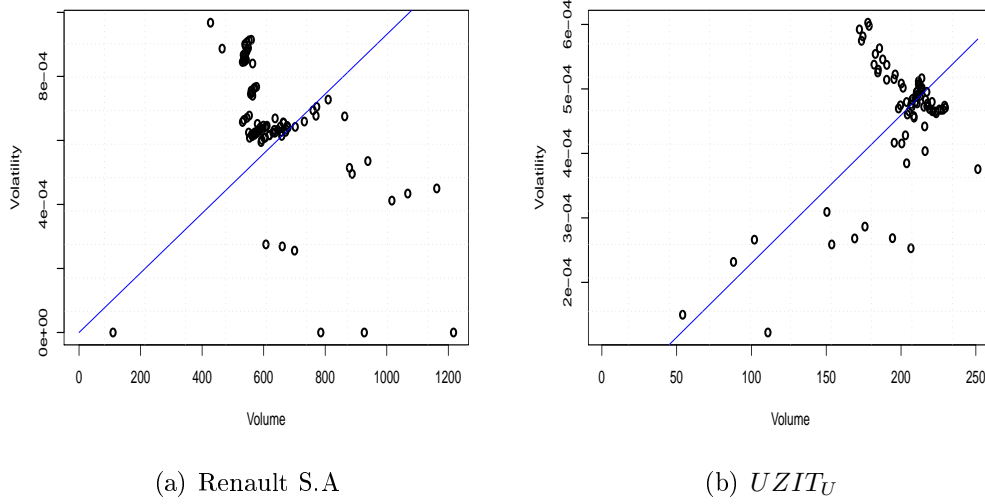 8e-04
4e-04
0e+00
Volatility
0
200
400
600
800
1000
1200
Volume
(a) Renault S.A
6e-04
5e-04
4e-04
3e-04
2e-04
Volatility
0
50
100
150
200
250
Volume
(b) UZIT_U